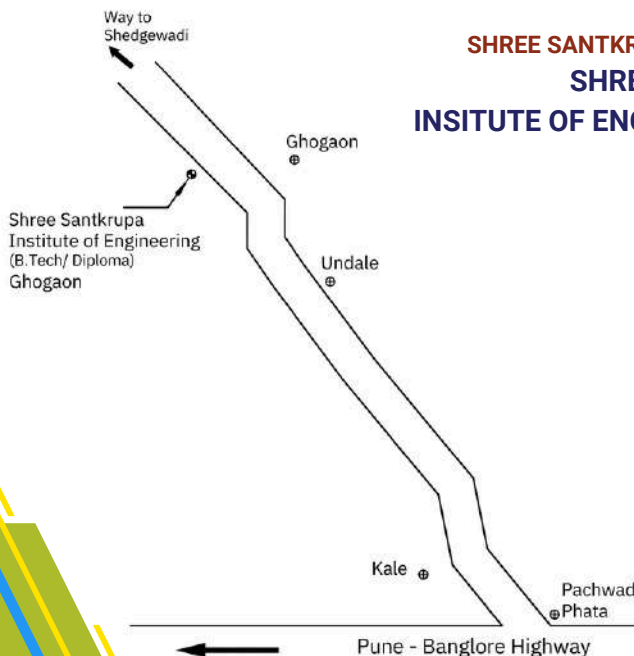 Way to
Shedgewadi
SHREE SANTKR
SHRE
INSITUTE OF ENG
Ghogaon
Shree Santkrupa
Institute of Engineering
(B.Tech/ Diploma)
Ghogaon
Undale
Kale
Pachwad
Phata
Pune - Banglore Highway